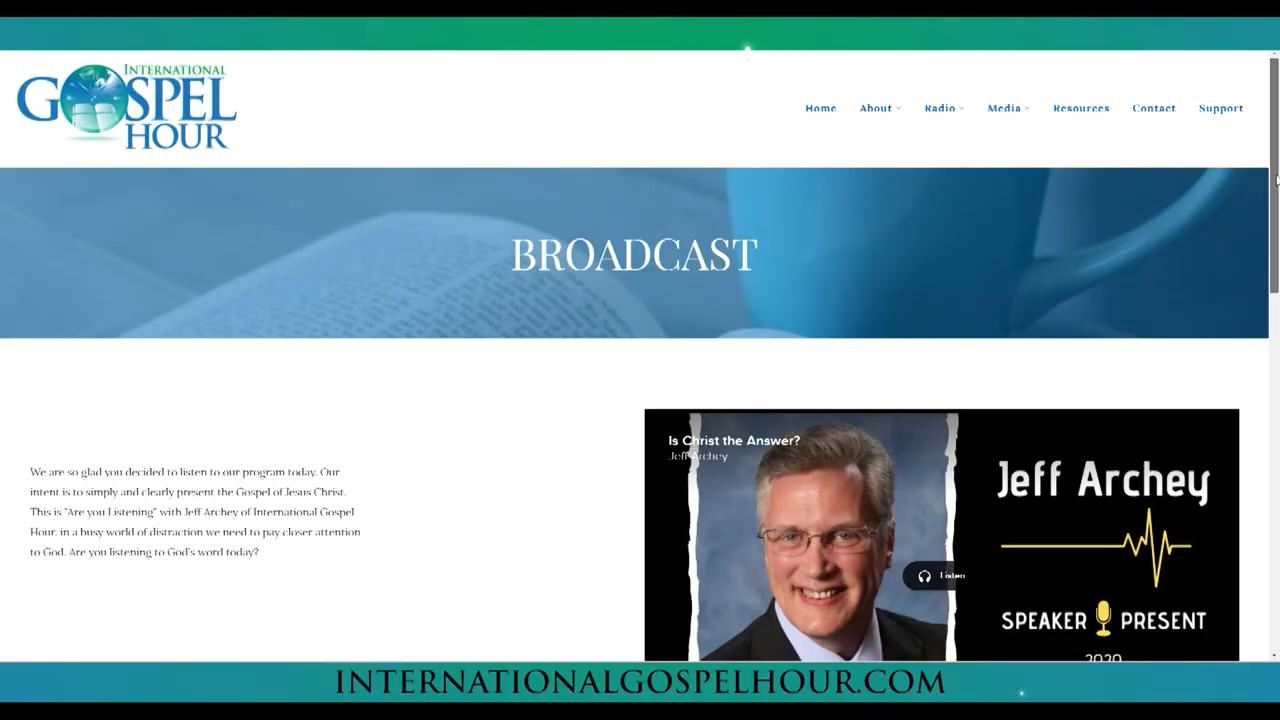 INTERNATIONAL
GOSPEL
HOUR
Home About Radio Media Resources Contact Support
BROADCAST
We are so glad you decided to listen to our program today. Our
intent is to simply and clearly present the Gospel of Jesus Christ.
This is "Are you Listening" with Jeff Archey of International Gospel
Hour, in a busy world of distraction we need to pay closer attention
to God. Are you listening to God's word today?
Is Christ the Answer?
Jeff Archey
Listen
Jeff Archey
SPEAKER PRESENT
2020
INTERNATIONALGOSPELHOUR.COM